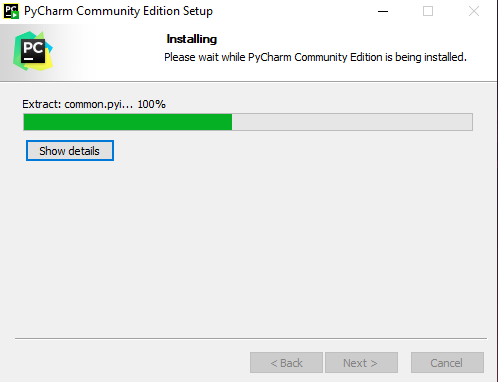 PC PyCharm Community Edition Setup
PC
Installing
Please wait while PyCharm Community Edition is being installed.
Extract: common.pyi... 100%
Show details
< Back
Next >
Cancel